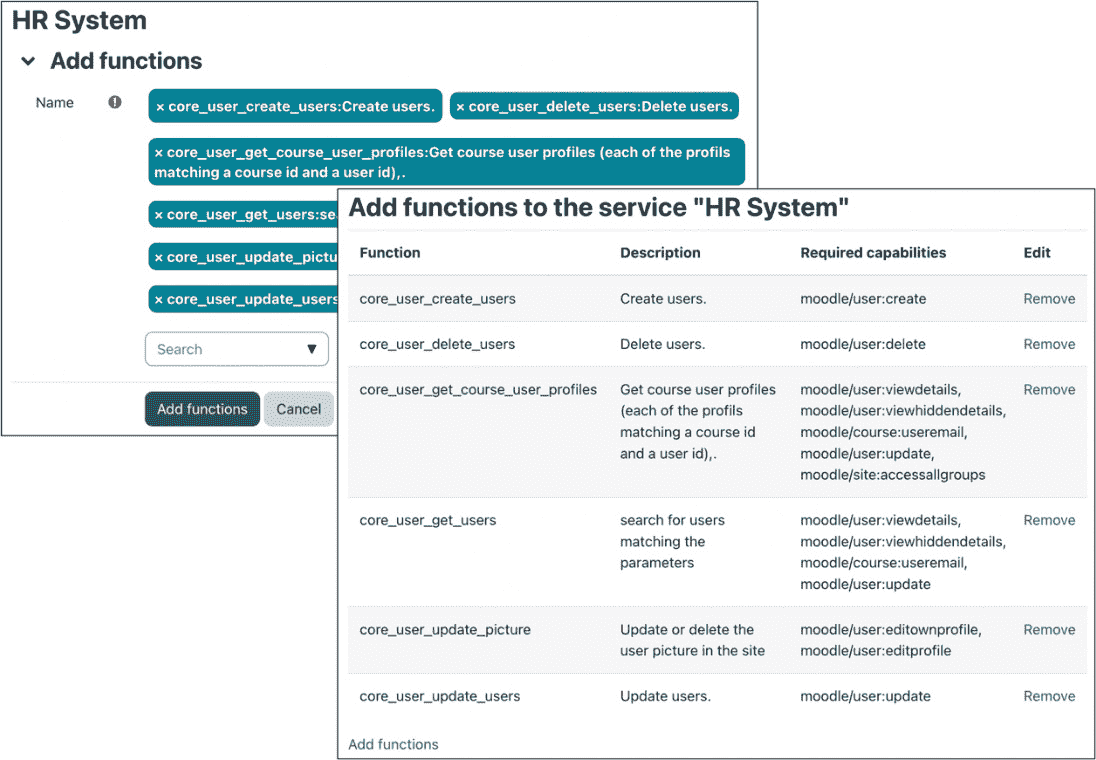 HR System
Add functions
Name
× core_user_create_users:Create users.
× core_user_delete_users:Delete users.
× core_user_get_course_user_profiles:Get course user profiles (each of the profils
matching a course id and a user id),.
× core_user_get_users:sea
× core_user_update_pictu
× core_user_update_users
Search
Add functions
Cancel
Add functions to the service "HR System"
Function Description Required capabilities Edit
core_user_create_users Create users. moodle/user:create Remove
core_user_delete_users Delete users. moodle/user:delete Remove
core_user_get_course_user_profiles Get course user profiles moodle/user:viewdetails, Remove
(each of the profils moodle/user:viewhiddendetails,
matching a course id moodle/course:useremail,
and a user id),. moodle/user:update,
moodle/site:accessallgroups
core_user_get_users search for users moodle/user:viewdetails, Remove
matching the moodle/user:viewhiddendetails,
parameters moodle/course:useremail,
moodle/user:update
core_user_update_picture Update or delete the moodle/user:editownprofile, Remove
user picture in the site moodle/user:editprofile
core_user_update_users Update users. moodle/user:update Remove
Add functions